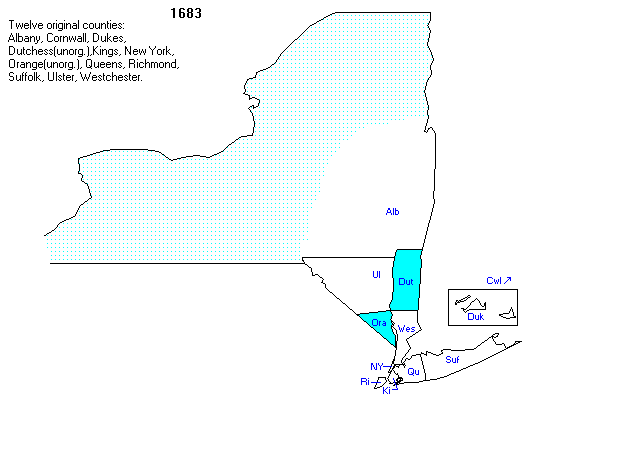 1683
Twelve original counties:
Albany, Cornwall, Dukes,
Dutchess(unorg.),Kings, New York,
Orange(unorg.), Queens, Richmond,
Suffolk, Ulster, Westchester.
Alb
Ul
Dut
Cwl
Duk
Ora
Wes
Suf
NY
Qu
Ri
Ki